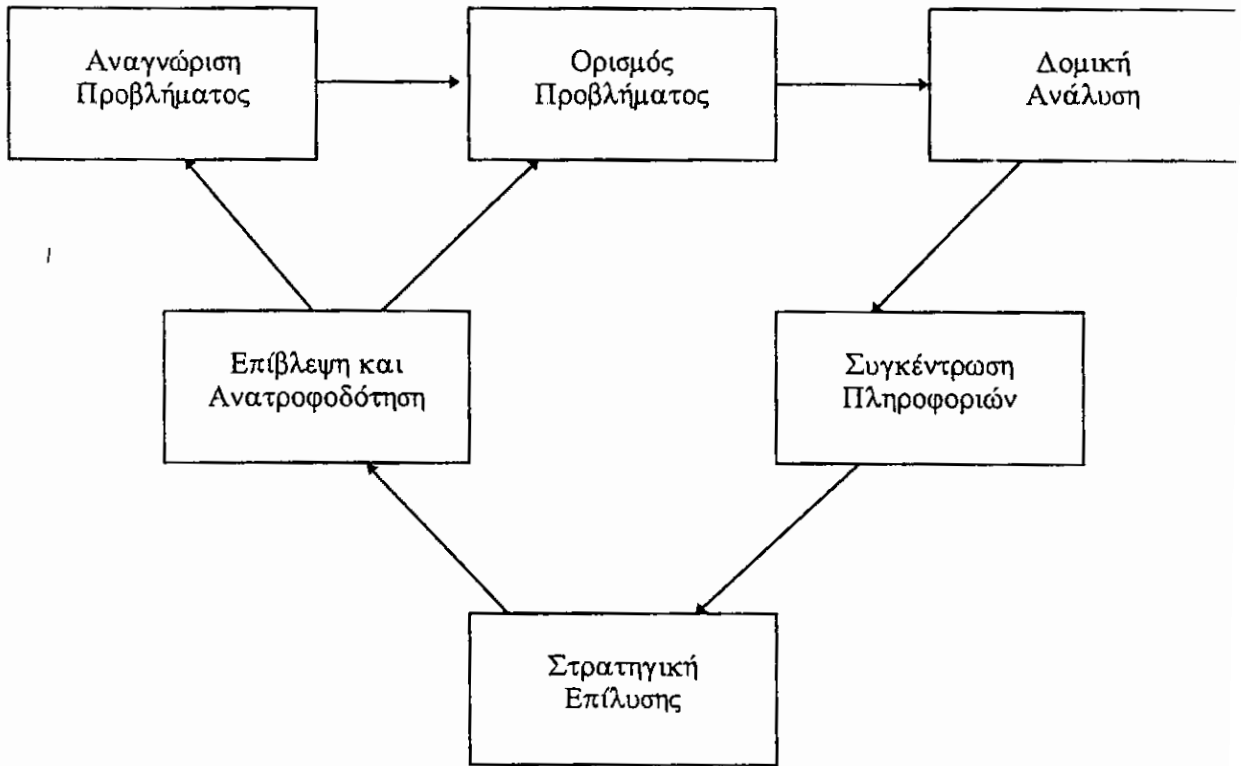 Αναγνώριση
Προβλήματος
Ορισμός
Προβλήματος
Δομική
Ανάλυση
Επίβλεψη και
Ανατροφοδότηση
Συγκέντρωση
Πληροφοριών
Στρατηγική
Επίλυσης